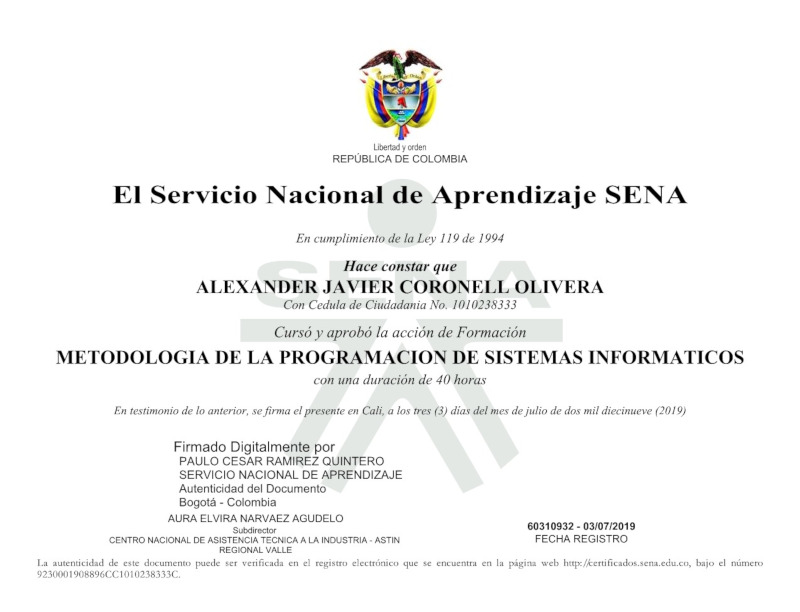 Libertad y orden
REPÚBLICA DE COLOMBIA
El Servicio Nacional de Aprendizaje SENA
En cumplimiento de la Ley 119 de 1994
SENA
Hace constar que
ALEXANDER JAVIER CORONELL OLIVERA
Con Cedula de Ciudadania No. 1010238333
Cursó y aprobó la acción de Formación
METODOLOGIA DE LA PROGRAMACION DE SISTEMAS INFORMATICOS
con una duración de 40 horas
En testimonio de lo anterior, se firma el presente en Cali, a los tres (3) días del mes de julio de dos mil diecinueve (2019)
Firmado Digitalmente por
PAULO CESAR RAMIREZ QUINTERO
SERVICIO NACIONAL DE APRENDIZAJE
Autenticidad del Documento
Bogotá - Colombia
AURA ELVIRA NARVAEZ AGUDELO
Subdirector
CENTRO NACIONAL DE ASISTENCIA TECNICA A LA INDUSTRIA - ASTIN
REGIONAL VALLE
60310932 - 03/07/2019
FECHA REGISTRO
La autenticidad de este documento puede ser verificada en el registro electrónico que se encuentra en la página web http://certificados.sena.edu.co, bajo el número
9230001908896CC1010238333C.